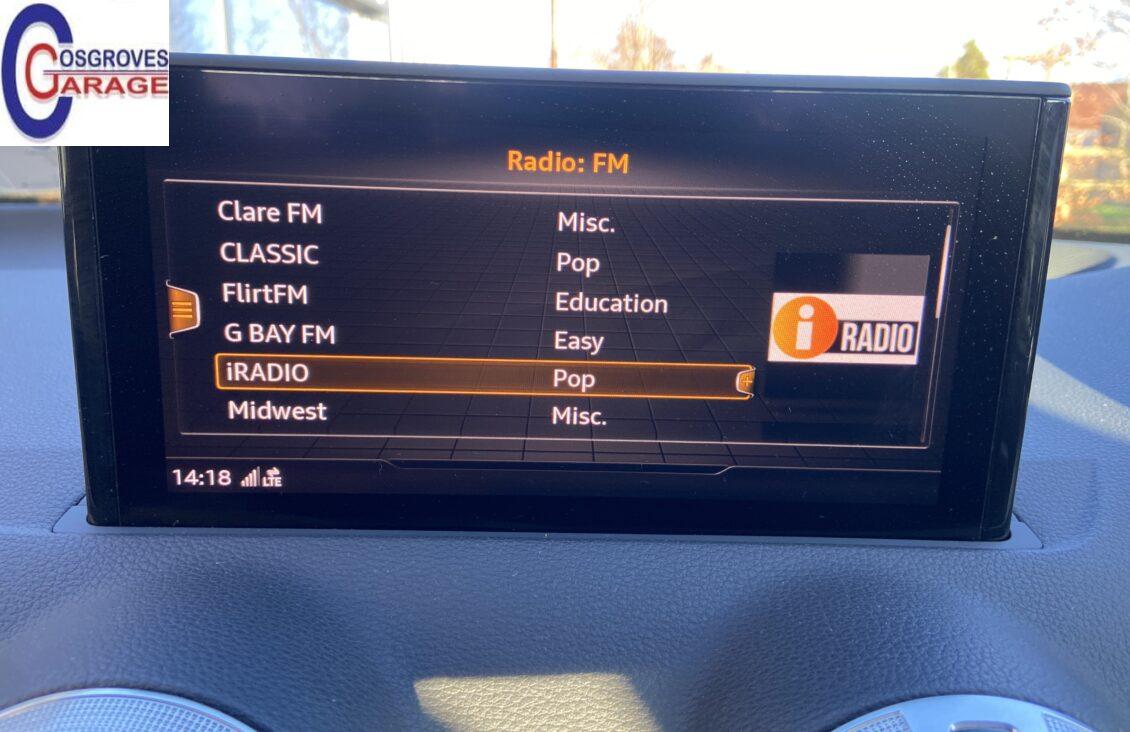 COSGROVES
GARAGE
Radio: FM
Clare FM Misc.
CLASSIC Pop
FlirtFM Education
G BAY FM Easy
iRADIO Pop
Midwest Misc.
i RADIO
14:18 LTE